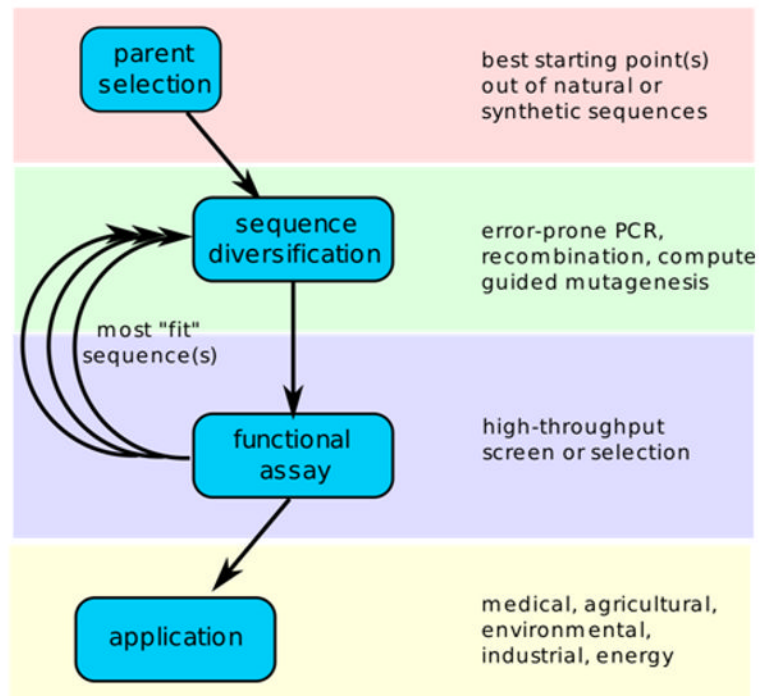 parent
selection
best starting point(s)
out of natural or
synthetic sequences
sequence
diversification
error-prone PCR,
recombination, compute
guided mutagenesis
most "fit"
sequence(s)
functional
assay
high-throughput
screen or selection
application
medical, agricultural,
environmental,
industrial, energy